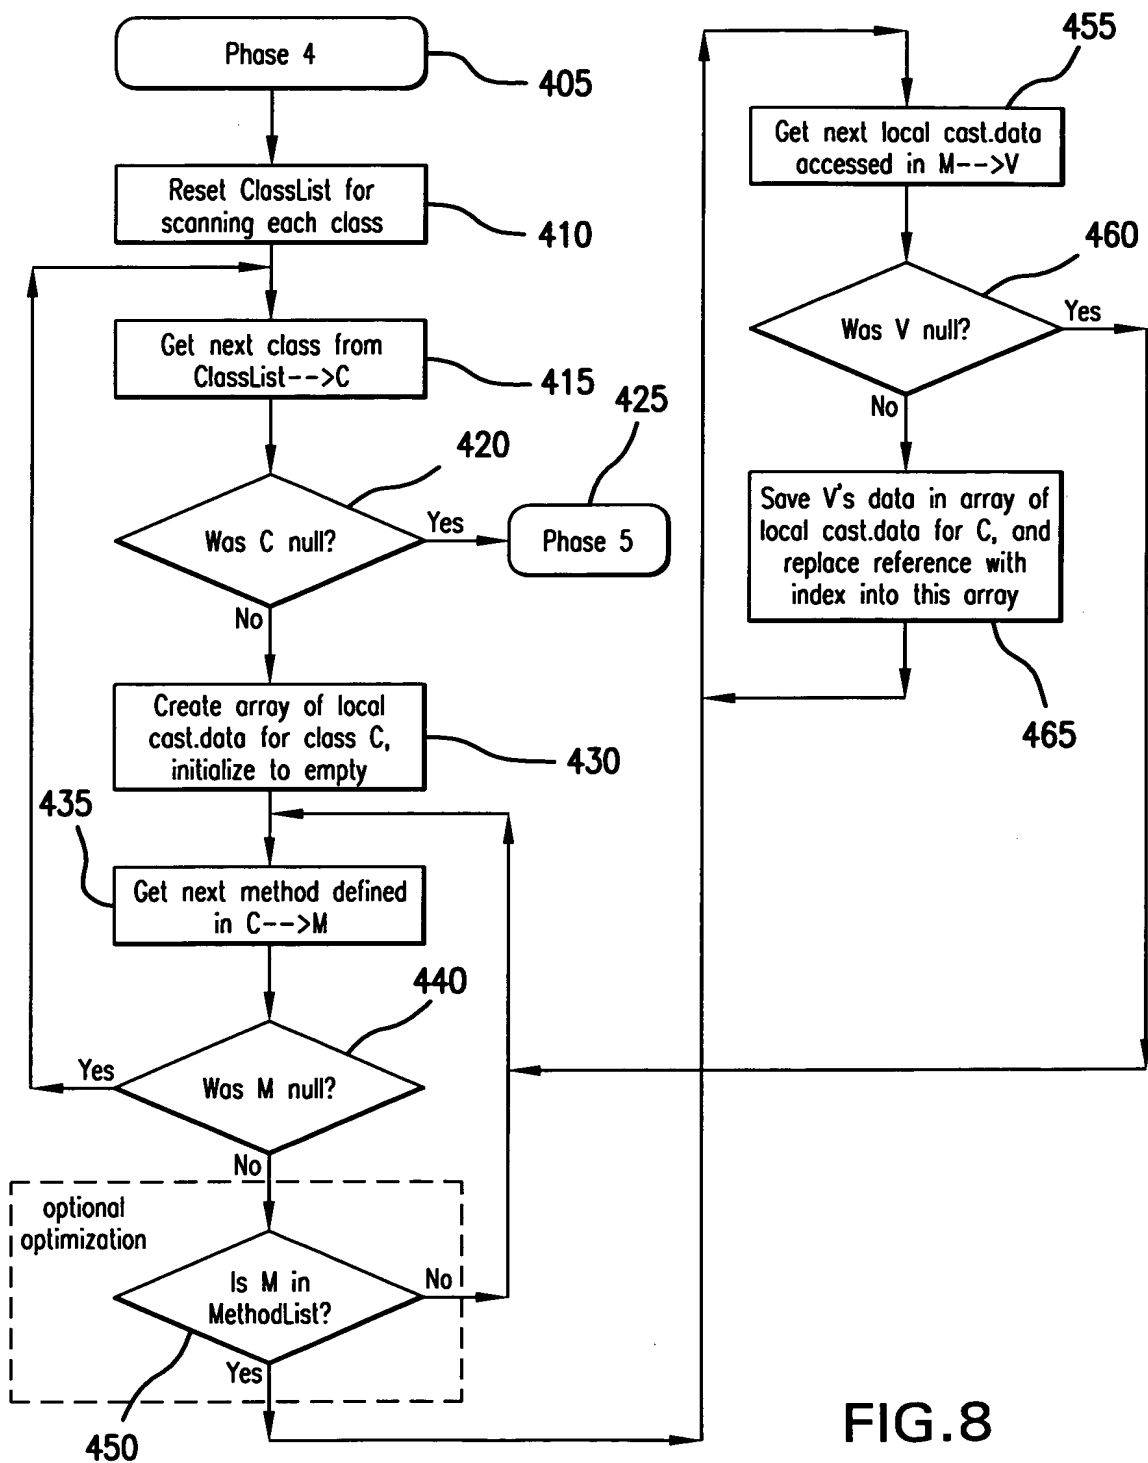 Phase 4
405
Reset ClassList for
scanning each class
410
Get next class from
ClassList-->C
415
420
Was C null?
Yes
425
Phase 5
No
Create array of local
cast.data for class C,
initialize to empty
430
435
Get next method defined
in C-->M
440
Was M null?
Yes
No
optional
optimization
Is M in
MethodList?
No
Yes
450
455
Get next local cast.data
accessed in M-->V
460
Was V null?
Yes
No
Save V's data in array of
local cast.data for C, and
replace reference with
index into this array
465
FIG.8